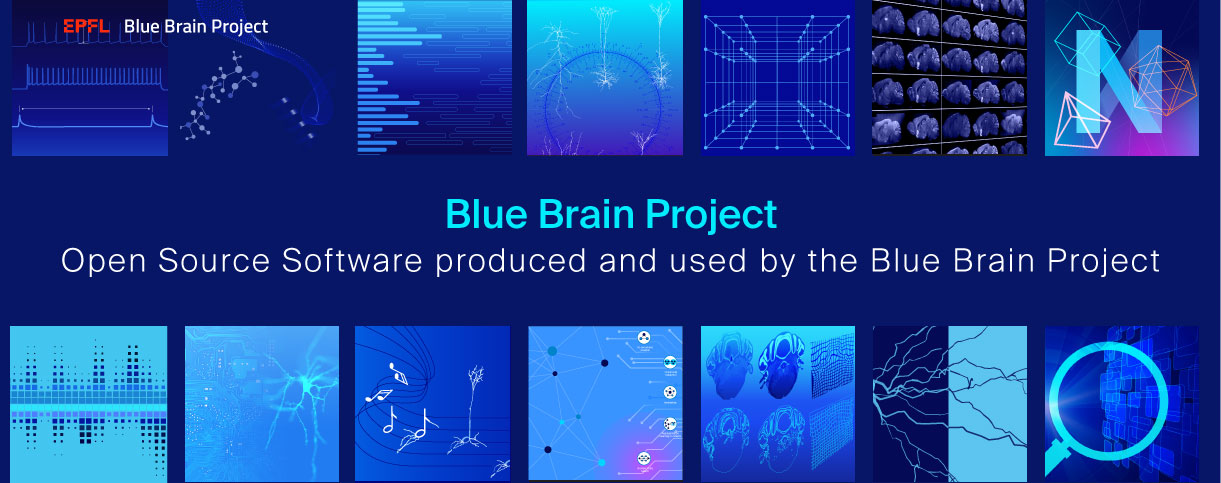 EPFL Blue Brain Project
Blue Brain Project
Open Source Software produced and used by the Blue Brain Project